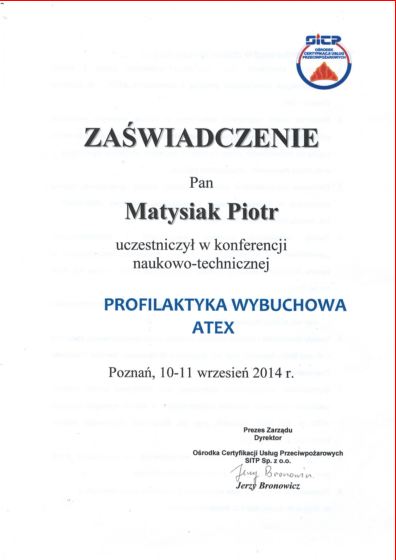 SITP
OŚRODEK
CERTYFIKACJI USŁUG
PRZECIWPOŻAROWYCH
ZAŚWIADCZENIE
Pan
Matysiak Piotr
uczestniczył w konferencji
naukowo-technicznej
PROFILAKTYKA WYBUCHOWA
ATEX
Poznań, 10-11 wrzesień 2014 r.
Prezes Zarządu
Dyrektor
Ośrodka Certyfikacji Usług Przeciwpożarowych
SITP Sp. z o.o.
Jerzy Bronowicz
Jerzy Bronowicz